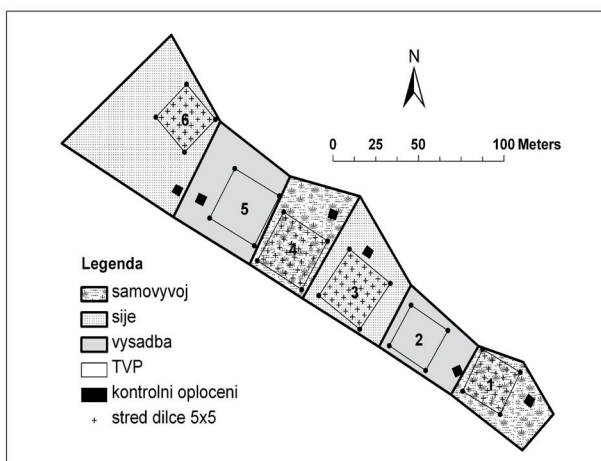 N
0 25 50 100 Meters
6
5
4
3
2
1
Legenda
samovyvoj
sije
vysadba
TVP
kontrolni oploceni
stred dilce 5x5